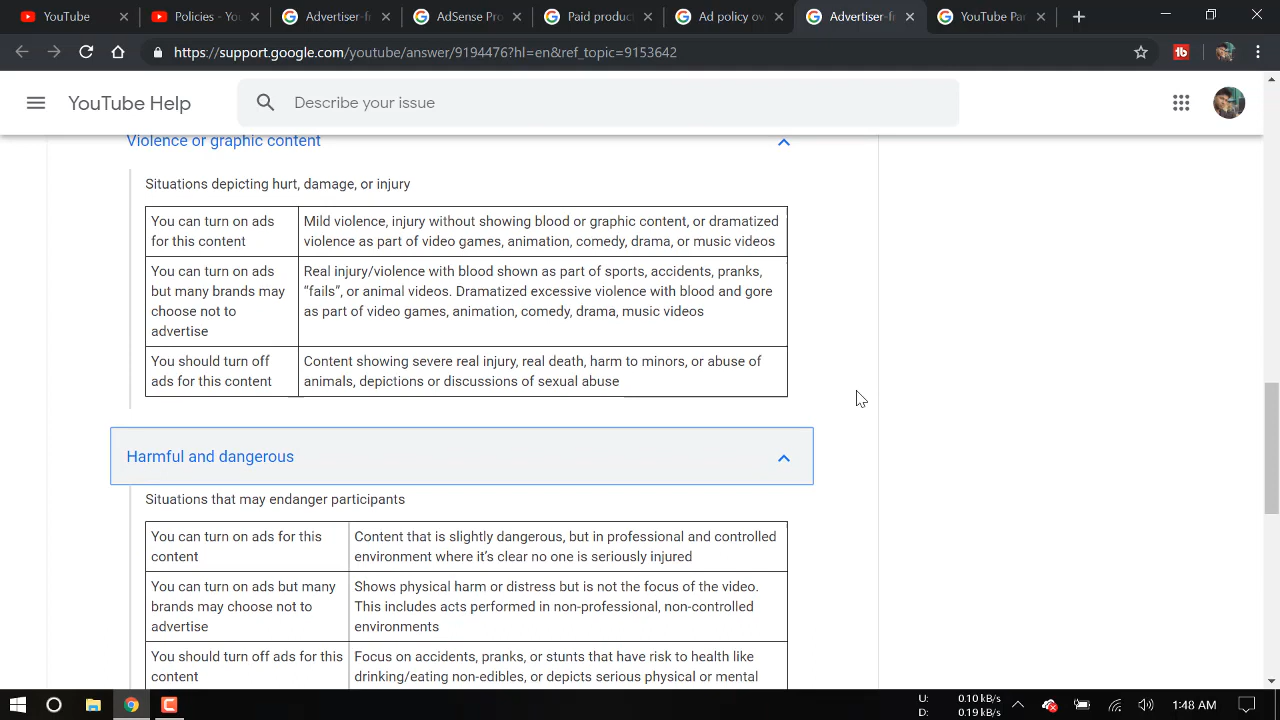 YouTube
Policies - You
Advertiser-fr
AdSense Pro
Paid produc
Ad policy ov
Advertiser-fr
YouTube Par
https://support.google.com/youtube/answer/9194476?hl=en&ref_topic=9153642
YouTube Help
Describe your issue
Violence or graphic content
Situations depicting hurt, damage, or injury
You can turn on ads
for this content
Mild violence, injury without showing blood or graphic content, or dramatized
violence as part of video games, animation, comedy, drama, or music videos
You can turn on ads
but many brands may
choose not to
advertise
Real injury/violence with blood shown as part of sports, accidents, pranks,
“fails”, or animal videos. Dramatized excessive violence with blood and gore
as part of video games, animation, comedy, drama, music videos
You should turn off
ads for this content
Content showing severe real injury, real death, harm to minors, or abuse of
animals, depictions or discussions of sexual abuse
Harmful and dangerous
Situations that may endanger participants
You can turn on ads for this
content
Content that is slightly dangerous, but in professional and controlled
environment where it's clear no one is seriously injured
You can turn on ads but many
brands may choose not to
advertise
Shows physical harm or distress but is not the focus of the video.
This includes acts performed in non-professional, non-controlled
environments
You should turn off ads for this
content
Focus on accidents, pranks, or stunts that have risk to health like
drinking/eating non-edibles, or depicts serious physical or mental
U: 0.10 kB/s
D: 0.19 kB/s
1:48 AM